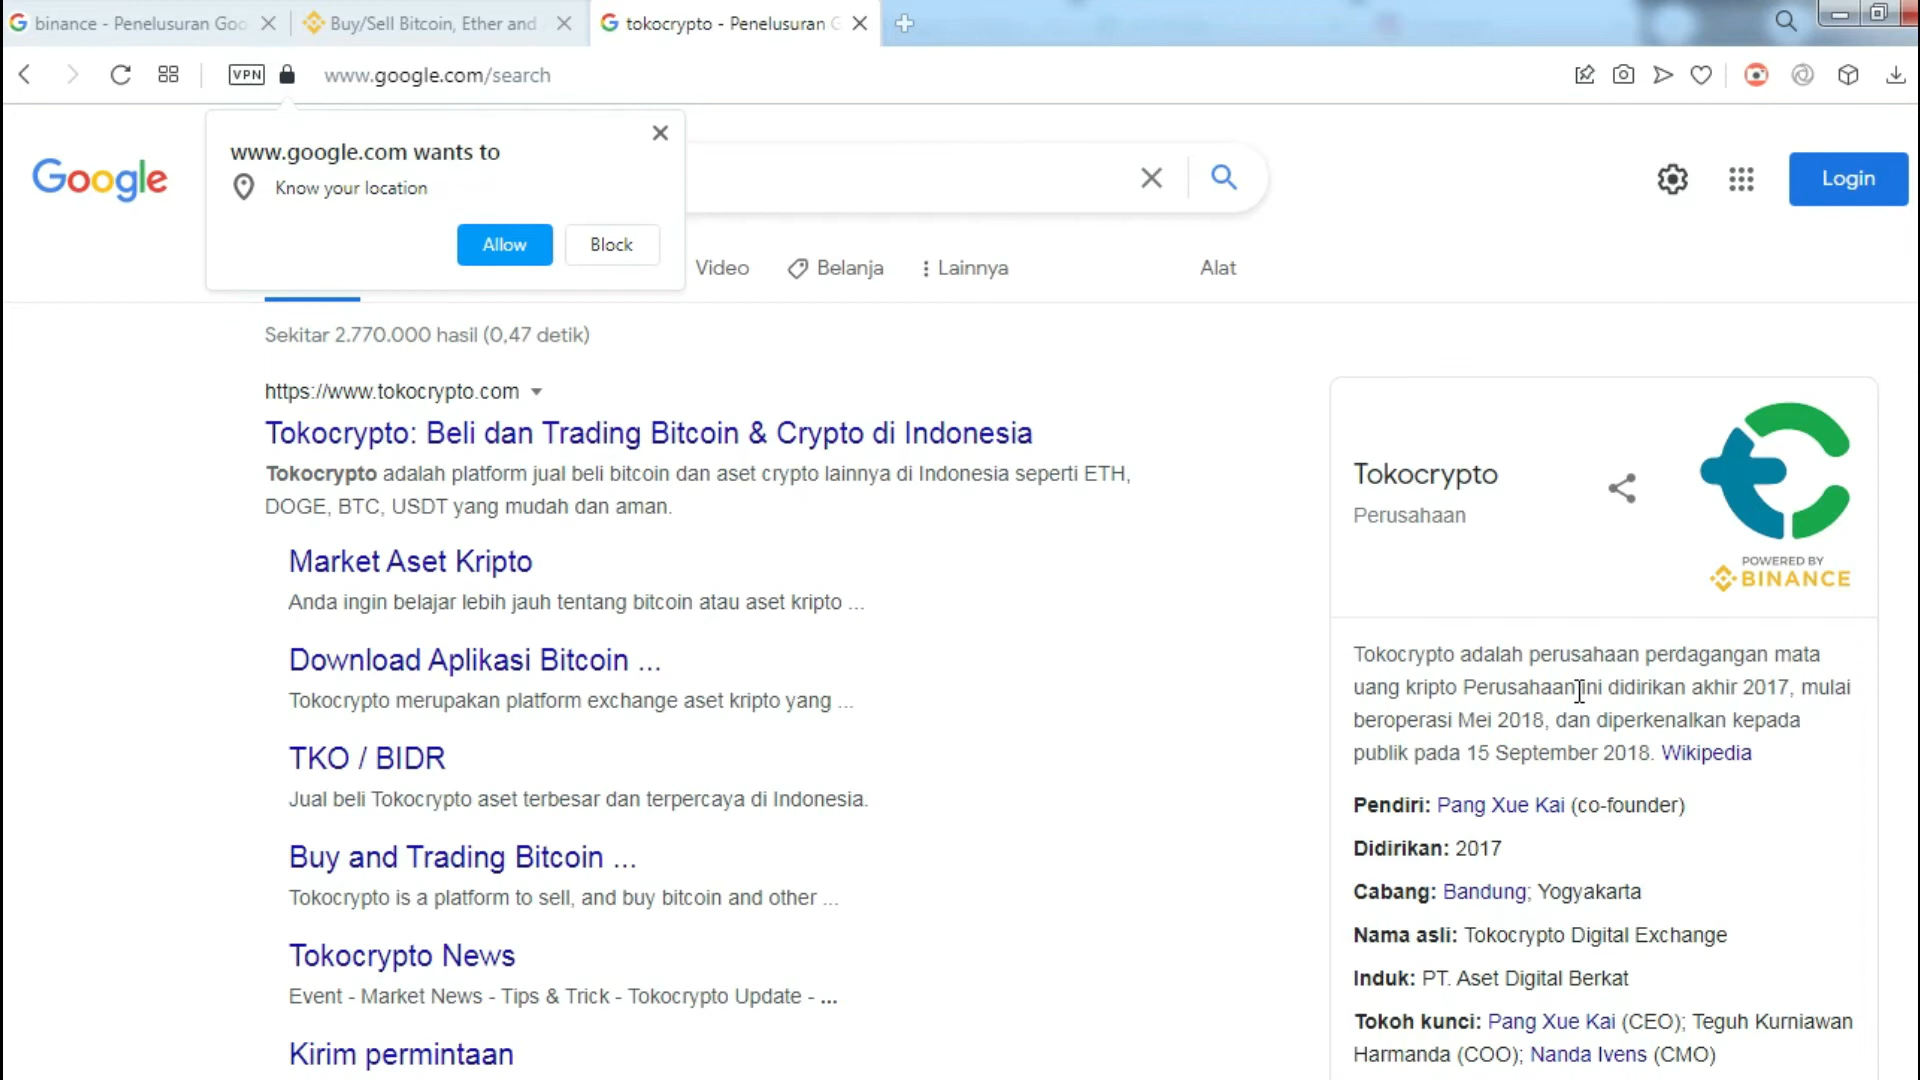 binance - Penelusuran Goo
Buy/Sell Bitcoin, Ether and
tokocrypto - Penelusuran G
VPN
www.google.com/search
www.google.com wants to
Know your location
Allow
Block
Google
Login
Video
Belanja
Lainnya
Alat
Sekitar 2.770.000 hasil (0,47 detik)
https://www.tokocrypto.com
Tokocrypto: Beli dan Trading Bitcoin & Crypto di Indonesia
Tokocrypto adalah platform jual beli bitcoin dan aset crypto lainnya di Indonesia seperti ETH,
DOGE, BTC, USDT yang mudah dan aman.
Market Aset Kripto
Anda ingin belajar lebih jauh tentang bitcoin atau aset kripto ...
Download Aplikasi Bitcoin ...
Tokocrypto merupakan platform exchange aset kripto yang ...
TKO / BIDR
Jual beli Tokocrypto aset terbesar dan terpercaya di Indonesia.
Buy and Trading Bitcoin ...
Tokocrypto is a platform to sell, and buy bitcoin and other ...
Tokocrypto News
Event - Market News - Tips & Trick - Tokocrypto Update - ...
Kirim permintaan
Tokocrypto
Perusahaan
POWERED BY
BINANCE
Tokocrypto adalah perusahaan perdagangan mata
uang kripto Perusahaan ini didirikan akhir 2017, mulai
beroperasi Mei 2018, dan diperkenalkan kepada
publik pada 15 September 2018. Wikipedia
Pendiri: Pang Xue Kai (co-founder)
Didirikan: 2017
Cabang: Bandung; Yogyakarta
Nama asli: Tokocrypto Digital Exchange
Induk: PT. Aset Digital Berkat
Tokoh kunci: Pang Xue Kai (CEO); Teguh Kurniawan
Harmanda (COO); Nanda Ivens (CMO)